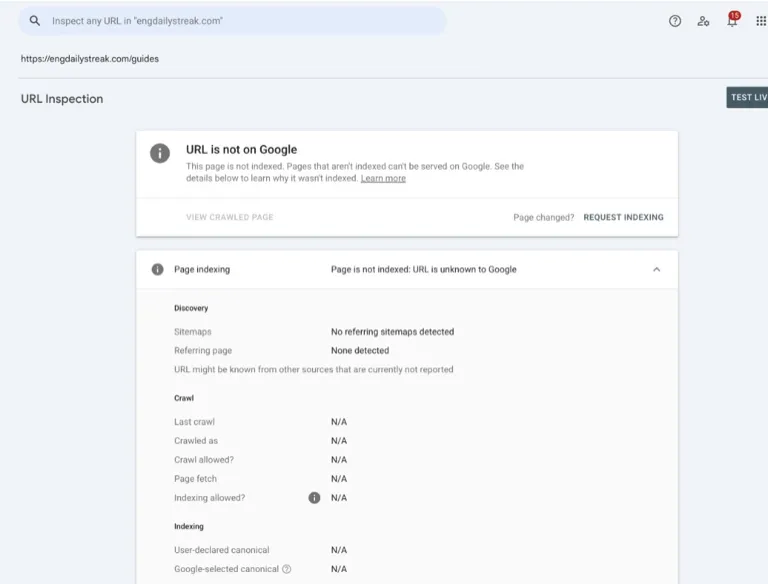 Inspect any URL in "engdailystreak.com"
15
https://engdailystreak.com/guides
URL Inspection
TEST LIV
URL is not on Google
This page is not indexed. Pages that aren't indexed can't be served on Google. See the
details below to learn why it wasn't indexed. Learn more
VIEW CRAWLED PAGE
Page changed? REQUEST INDEXING
Page indexing
Page is not indexed: URL is unknown to Google
Discovery
Sitemaps
No referring sitemaps detected
Referring page
None detected
URL might be known from other sources that are currently not reported
Crawl
Last crawl
N/A
Crawled as
N/A
Crawl allowed?
N/A
Page fetch
N/A
Indexing allowed?
N/A
Indexing
User-declared canonical
N/A
Google-selected canonical
N/A